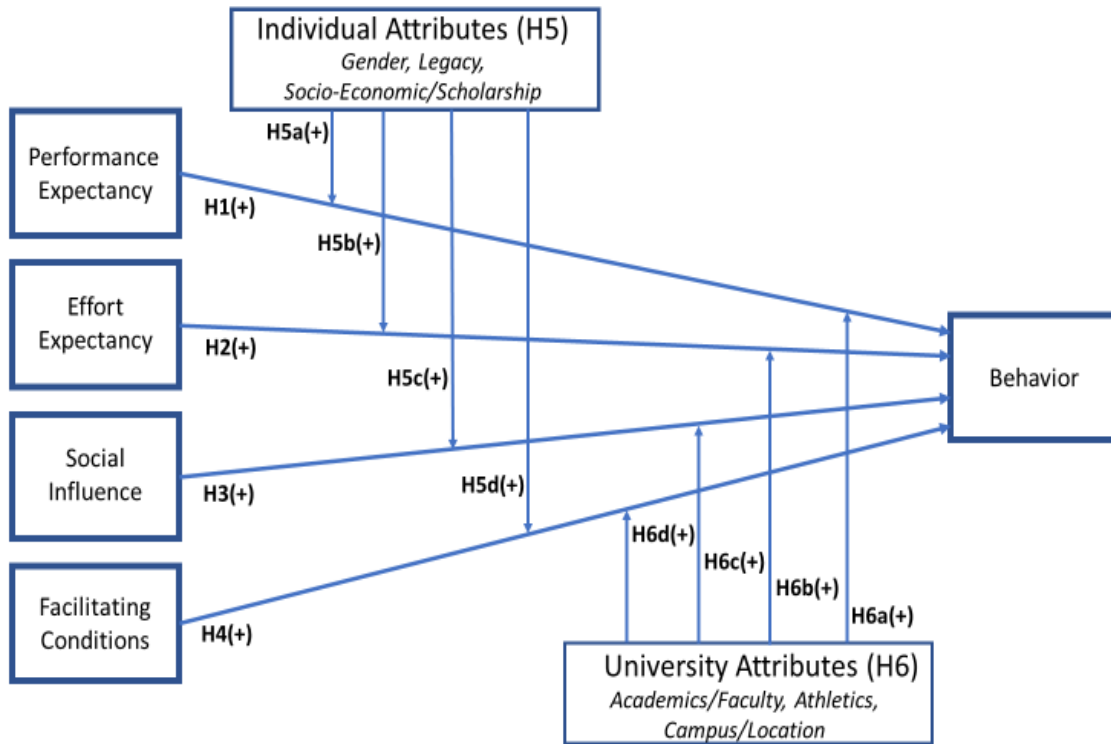 Individual Attributes (H5)
Gender, Legacy,
Socio-Economic/Scholarship
H5a(+)
Performance
Expectancy
H1(+)
H5b(+)
Effort
Expectancy
H2(+)
H5c(+)
Behavior
Social
Influence
H3(+)
H5d(+)
H6d(+)
H6c(+)
H6b(+)
H6a(+)
Facilitating
Conditions
H4(+)
University Attributes (H6)
Academics/Faculty, Athletics,
Campus/Location